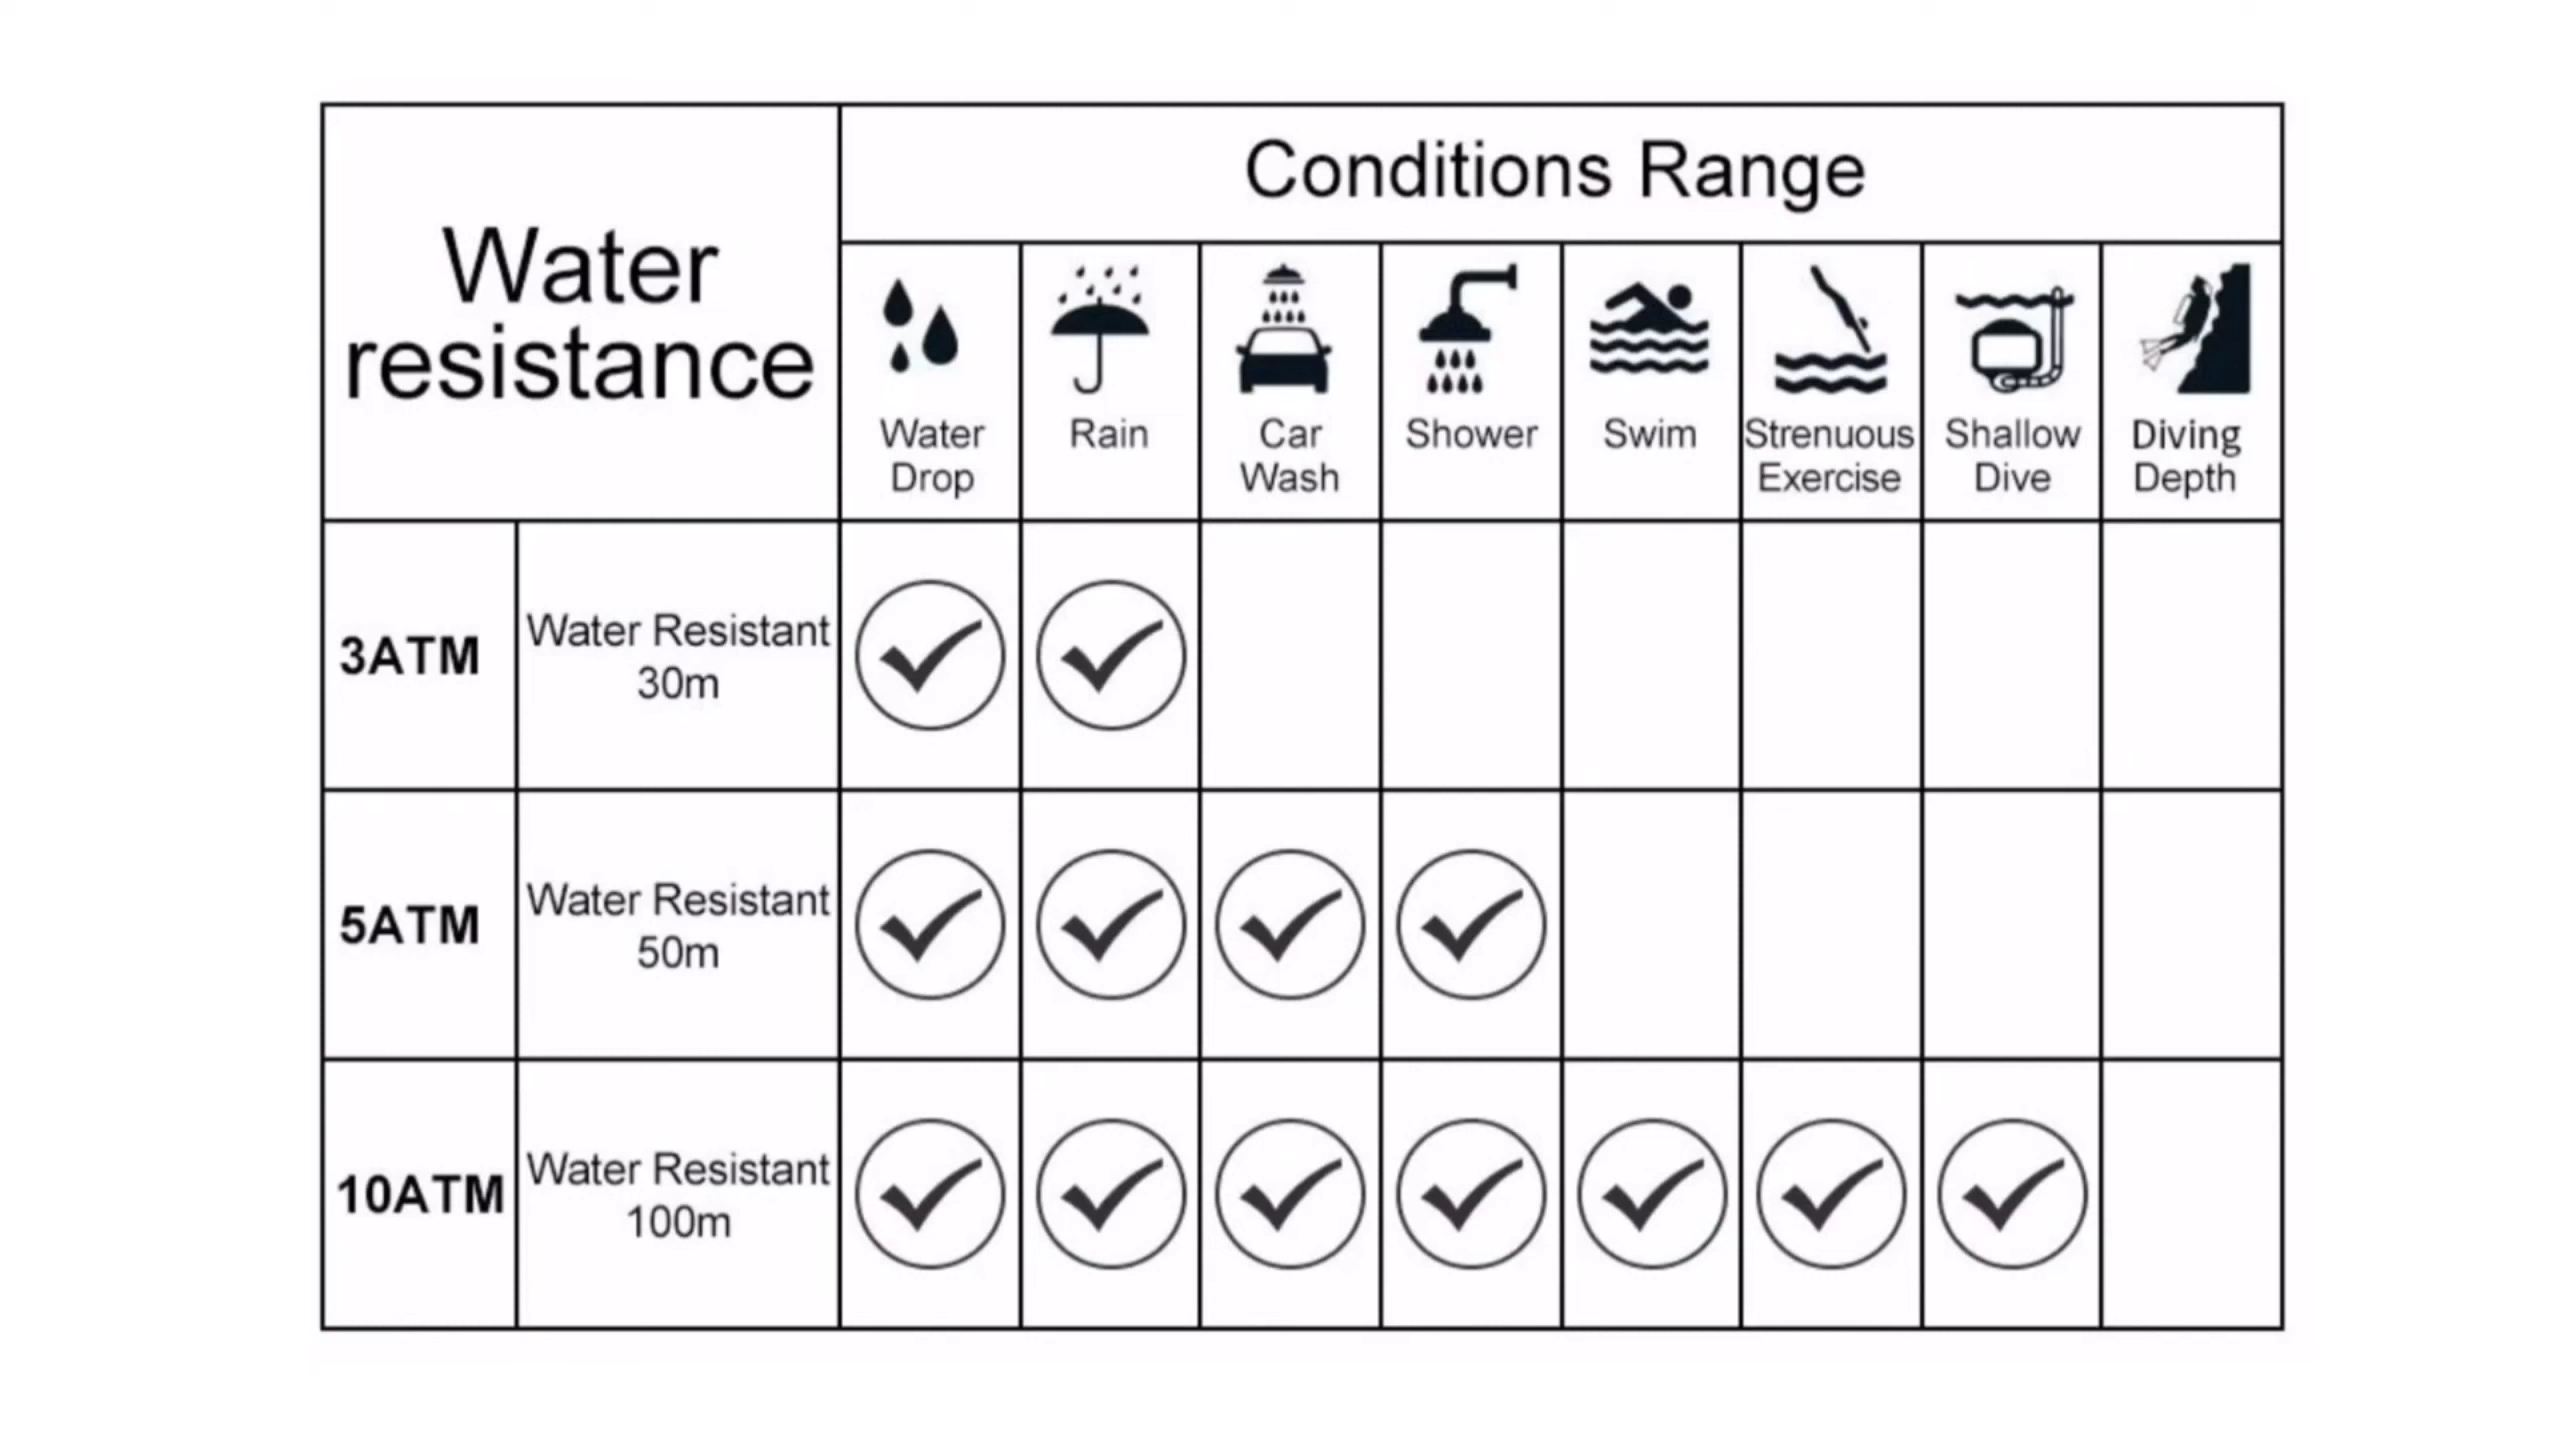 Water
resistance
Conditions Range
Water
Drop
Rain
Car
Wash
Shower
Swim
Strenuous
Exercise
Shallow
Dive
Diving
Depth
3ATM
Water Resistant
30m
5ATM
Water Resistant
50m
10ATM
Water Resistant
100m